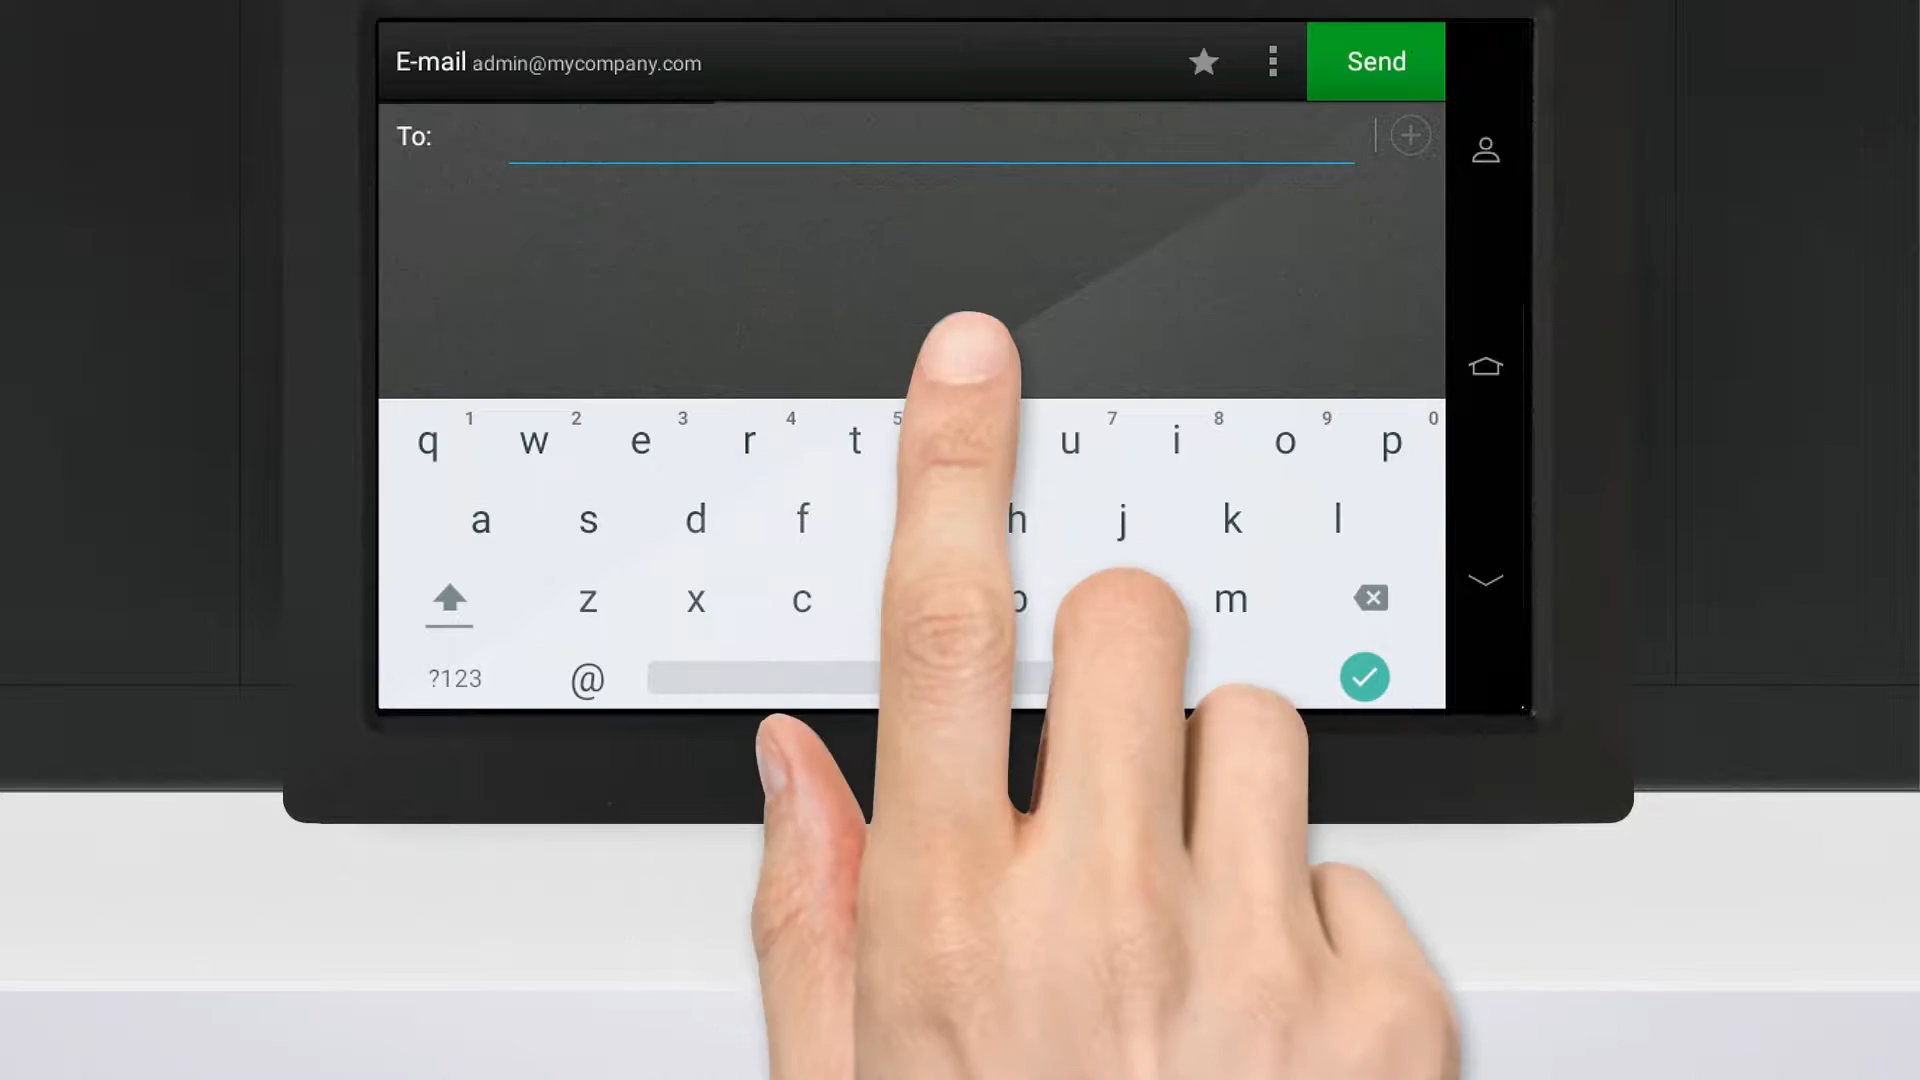 E-mail admin@mycompany.com
Send
To:
q 1 w 2 e 3 r 4 t 5 u 7 i 8 o 9 p 0
a s d f h j k l
z x c b m
?123 @